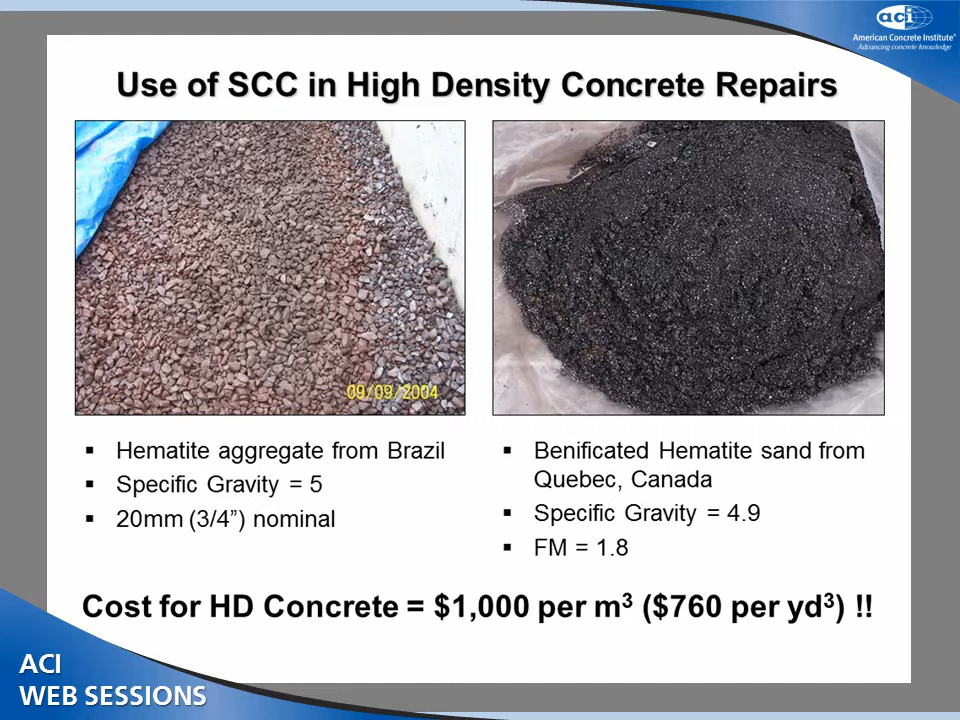 aci
American Concrete Institute®
Advancing concrete knowledge
Use of SCC in High Density Concrete Repairs
09/09/2004
▪ Hematite aggregate from Brazil
▪ Specific Gravity = 5
▪ 20mm (3/4”) nominal
▪ Benificated Hematite sand from
Quebec, Canada
▪ Specific Gravity = 4.9
▪ FM = 1.8
Cost for HD Concrete = $1,000 per m³ ($760 per yd³) !!
ACI
WEB SESSIONS